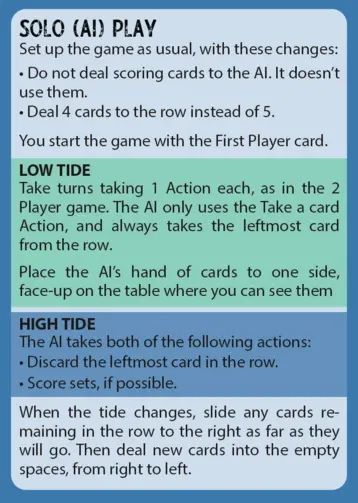 SOLO (AI) PLAY
Set up the game as usual, with these changes:
• Do not deal scoring cards to the AI. It doesn't
use them.
• Deal 4 cards to the row instead of 5.
You start the game with the First Player card.
LOW TIDE
Take turns taking 1 Action each, as in the 2
Player game. The AI only uses the Take a card
Action, and always takes the leftmost card
from the row.
Place the AI's hand of cards to one side,
face-up on the table where you can see them
HIGH TIDE
The AI takes both of the following actions:
• Discard the leftmost card in the row.
• Score sets, if possible.
When the tide changes, slide any cards re-
maining in the row to the right as far as they
will go. Then deal new cards into the empty
spaces, from right to left.